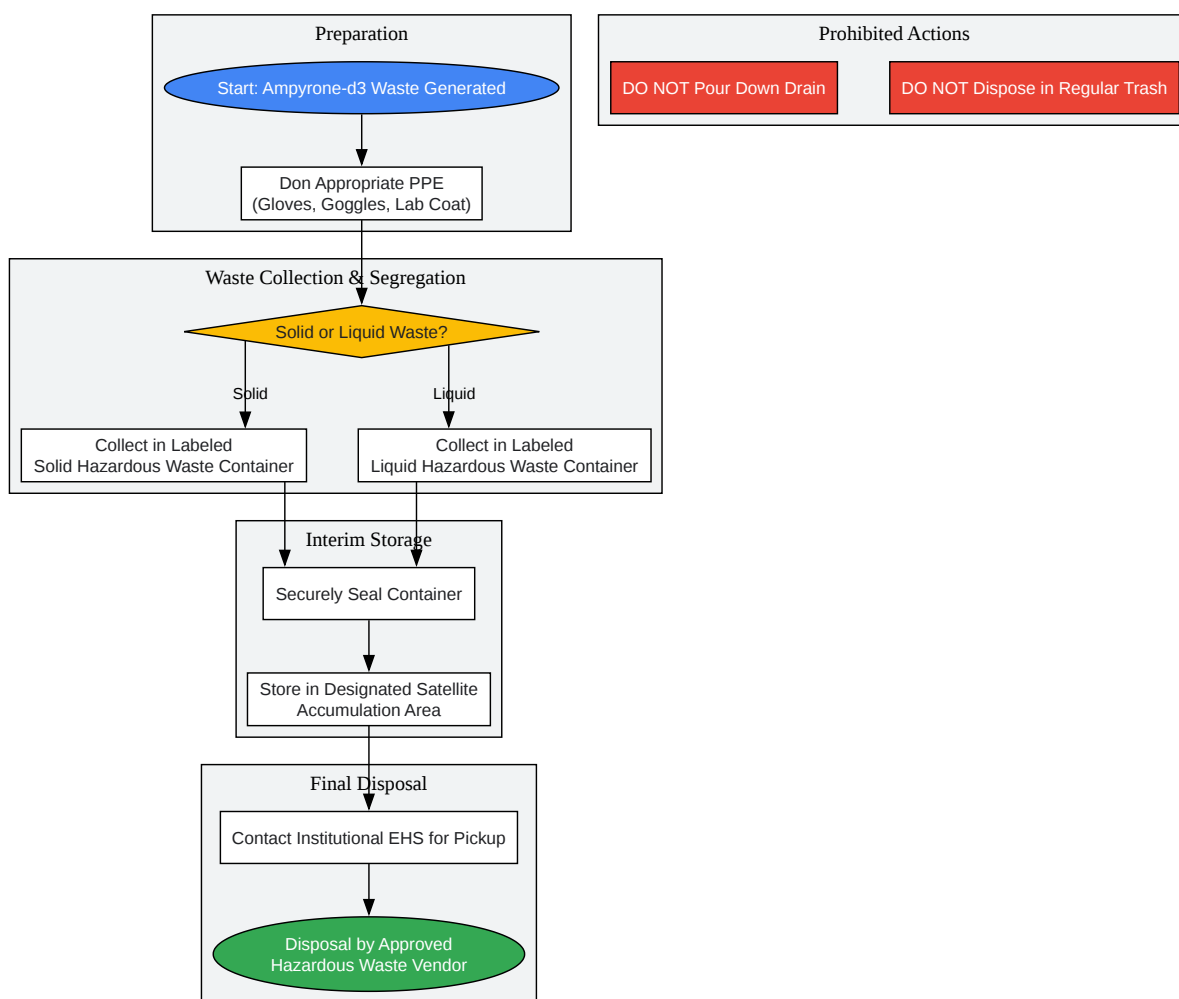 Preparation
Start: Ampyrone-d3 Waste Generated
Don Appropriate PPE
(Gloves, Goggles, Lab Coat)
Prohibited Actions
DO NOT Pour Down Drain
DO NOT Dispose in Regular Trash
Waste Collection & Segregation
Solid or Liquid Waste?
Solid
Liquid
Collect in Labeled
Solid Hazardous Waste Container
Collect in Labeled
Liquid Hazardous Waste Container
Interim Storage
Securely Seal Container
Store in Designated Satellite
Accumulation Area
Final Disposal
Contact Institutional EHS for Pickup
Disposal by Approved
Hazardous Waste Vendor